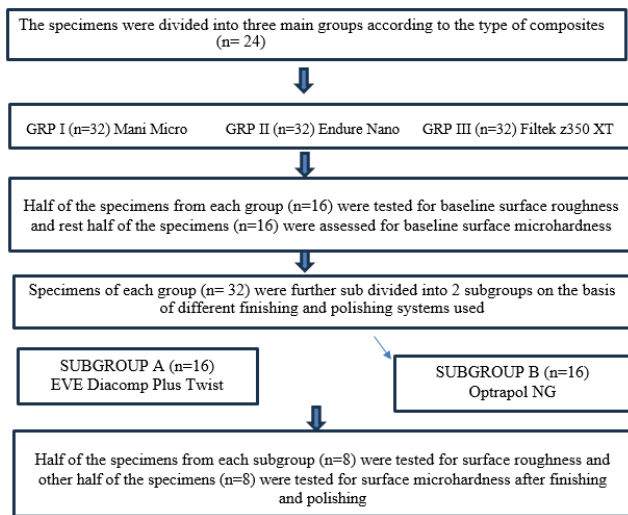 The specimens were divided into three main groups according to the type of composites
(n= 24)
GRP I (n=32) Mani Micro GRP II (n=32) Endure Nano GRP III (n=32) Filtek z350 XT
Half of the specimens from each group (n=16) were tested for baseline surface roughness
and rest half of the specimens (n=16) were assessed for baseline surface microhardness
Specimens of each group (n= 32) were further sub divided into 2 subgroups on the basis
of different finishing and polishing systems used
SUBGROUP A (n=16)
EVE Diacomp Plus Twist
SUBGROUP B (n=16)
Optrapol NG
Half of the specimens from each subgroup (n=8) were tested for surface roughness and
other half of the specimens (n=8) were tested for surface microhardness after finishing
and polishing